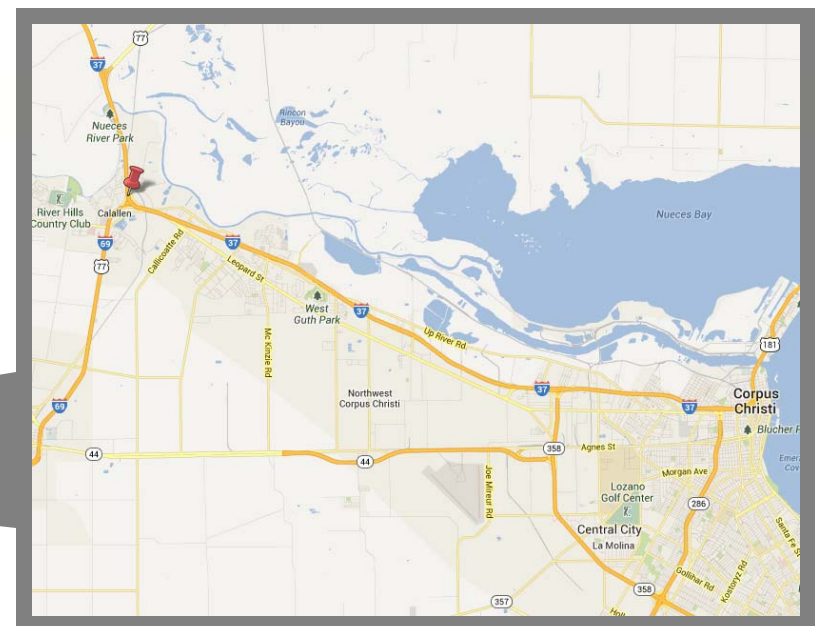 77
37
Nueces
River Park
Rincon
Bayou
River Hills
Country Club
Calallen
Nueces Bay
69
77
Callicoatte Rd
37
Leopard St
West
Guth Park
37
Up River Rd
181
Mc Kinzie Rd
Northwest
Corpus Christi
37
37
Corpus
Christi
69
Blucher
44
44
358
Agnes St
Morgan Ave
Joe Mireur Rd
Lozano
Golf Center
286
Central City
La Molina
Santa Fe St
358
Gollihar Rd
Kostoryz Rd
357